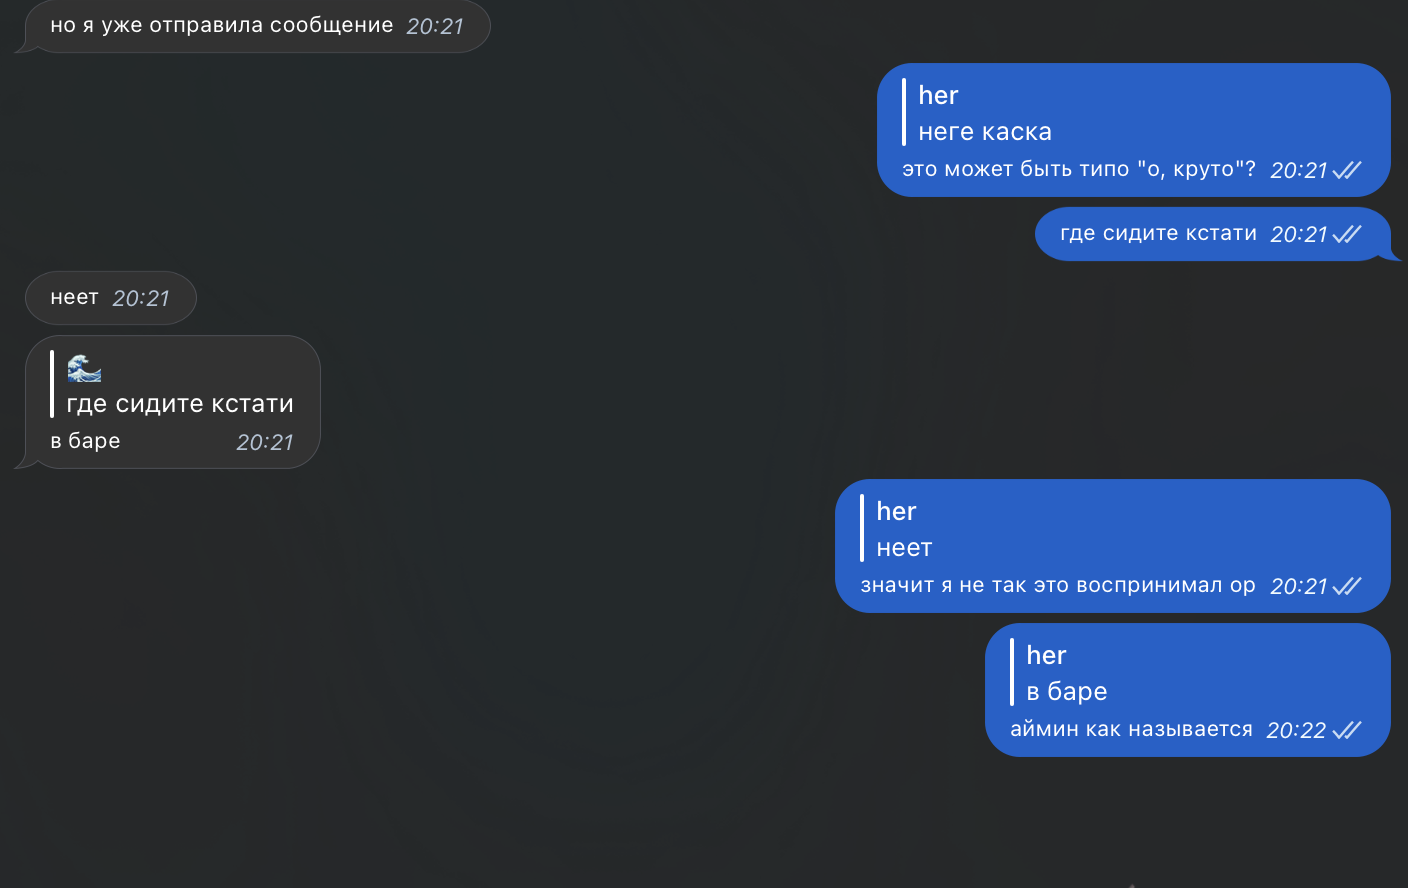 но я уже отправила сообщение 20:21
her
неге каска
это может быть типо "о, круто"? 20:21
где сидите кстати 20:21
неет 20:21
🌊
где сидите кстати
в баре 20:21
her
неет
значит я не так это воспринимал ор 20:21
her
в баре
аймин как называется 20:22